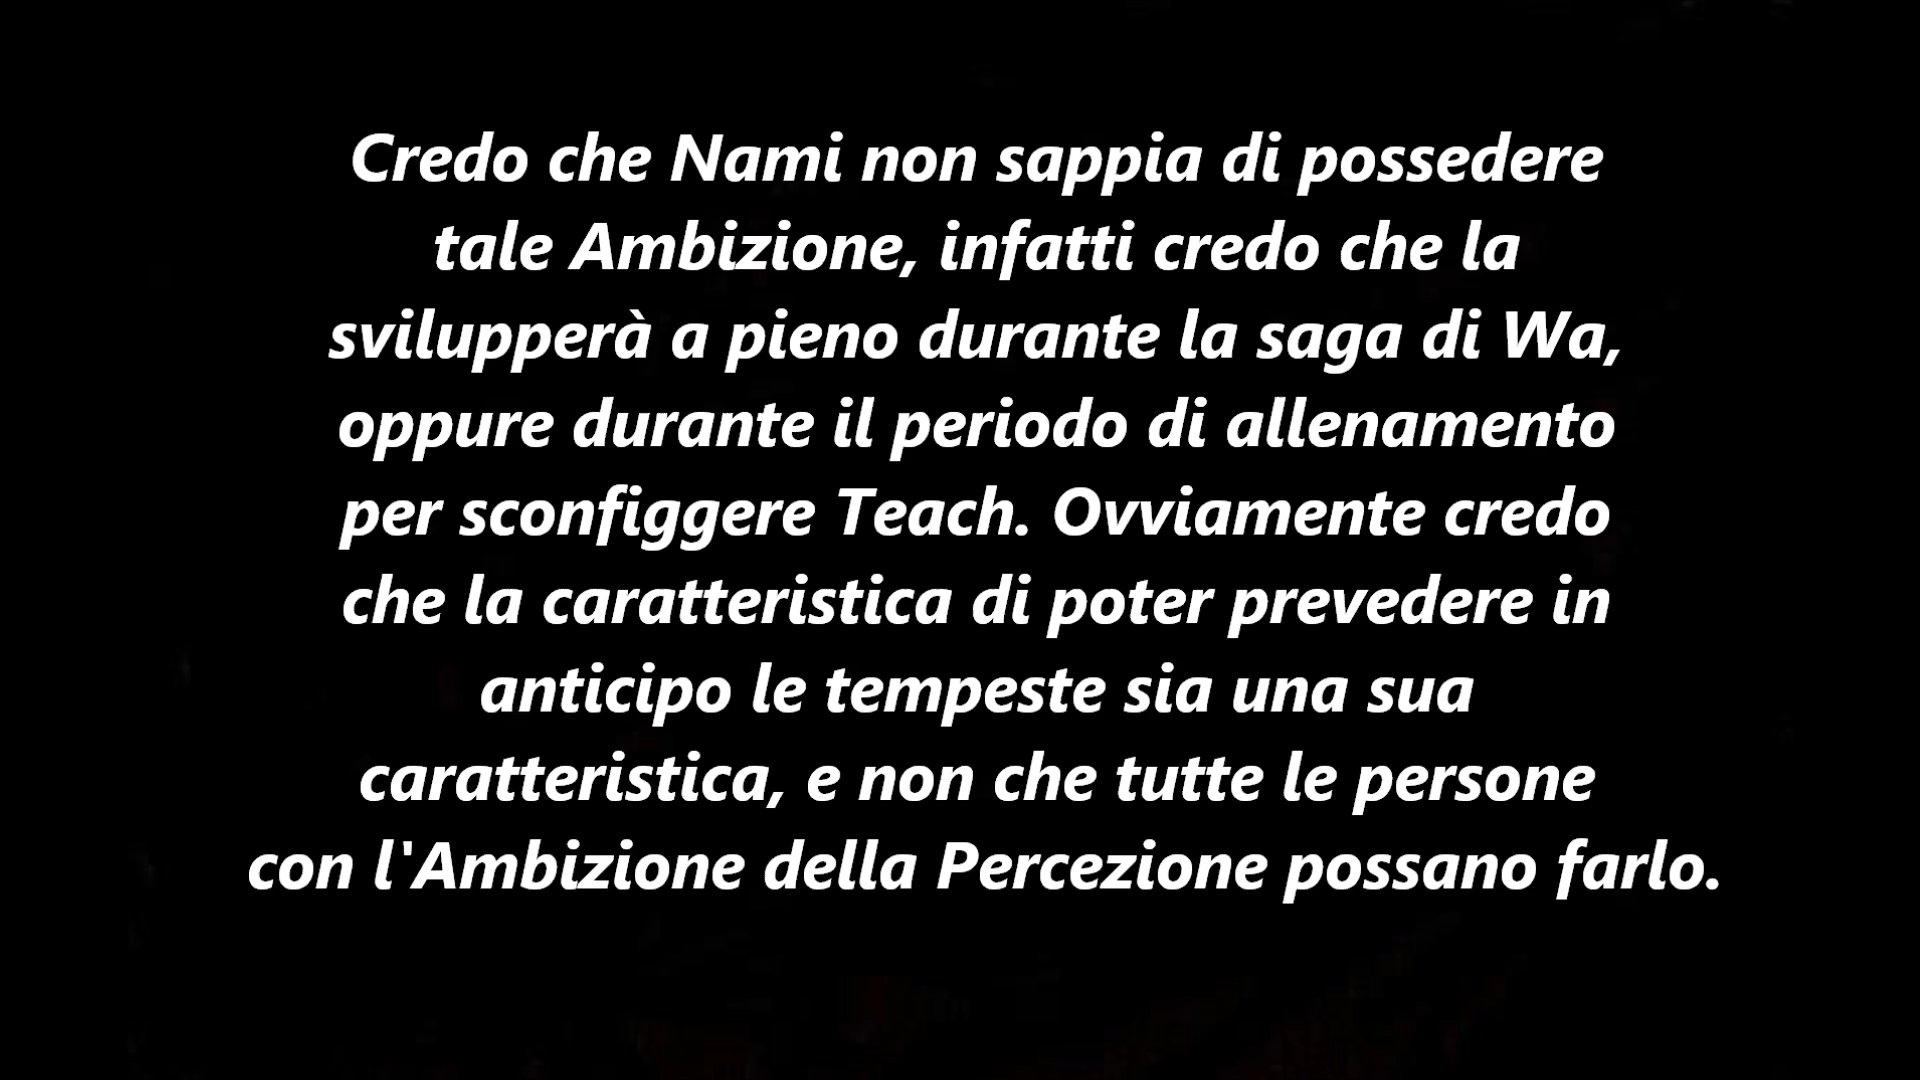 Credo che Nami non sappia di possedere
tale Ambizione, infatti credo che la
svilupperà a pieno durante la saga di Wa,
oppure durante il periodo di allenamento
per sconfiggere Teach. Ovviamente credo
che la caratteristica di poter prevedere in
anticipo le tempeste sia una sua
caratteristica, e non che tutte le persone
con l'Ambizione della Percezione possano farlo.